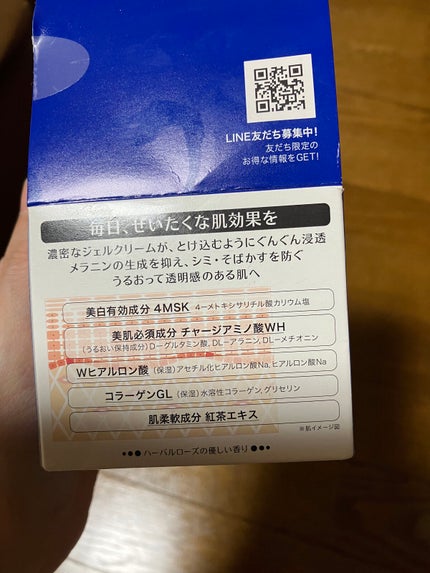 LINE友だち募集中!
友だち限定の
お得な情報をGET!
毎日、ぜいたくな肌効果を
濃密なジェルクリームが、とけ込むようにぐんぐん浸透
メラニンの生成を抑え、シミ・そばかすを防ぐ
うるおって透明感のある肌へ
美白有効成分 4MSK 4-メトキシサリチル酸カリウム塩
美肌必須成分 チャージアミノ酸WH
(うるおい保持成分)D-グルタミン酸、DL-アラニン、DL-メチオニン
Wヒアルロン酸 (保湿)アセチル化ヒアルロン酸Na、ヒアルロン酸Na
コラーゲンGL (保湿)水溶性コラーゲン、グリセリン
肌柔軟成分 紅茶エキス
※肌イメージ図
●●● ハーバルローズの優しい香り ●●●